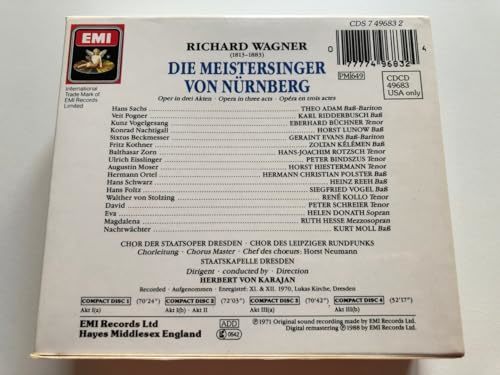 CDS 7 49683 2
EMI
International
Trade Mark of
EMI Records
Limited
RICHARD WAGNER
(1813–1883)
DIE MEISTERSINGER
VON NÜRNBERG
Oper in drei Akten · Opera in three acts · Opéra en trois actes
0 77774 96832 4
PM 649
CDCD
49683
USA only
Hans Sachs THEO ADAM Baß-Bariton
Veit Pogner KARL RIDDERBUSCH Baß
Kunz Vogelgesang EBERHARD BÜCHNER Tenor
Konrad Nachtigall HORST LUNOW Baß
Sixtus Beckmesser GERAINT EVANS Baß-Bariton
Fritz Kothner ZOLTAN KÉLÉMEN Baß
Balthasar Zorn HANS-JOACHIM ROTZSCH Tenor
Ulrich Eisslinger PETER BINDSZUS Tenor
Augustin Moser HORST HIESTERMANN Tenor
Hermann Ortel HERMANN CHRISTIAN POLSTER Baß
Hans Schwarz HEINZ REEH Baß
Hans Foltz SIEGFRIED VOGEL Baß
Walther von Stolzing RENÉ KOLLO Tenor
David PETER SCHREIER Tenor
Eva HELEN DONATH Sopran
Magdalena RUTH HESSE Mezzosopran
Nachtwächter KURT MOLL Baß
CHOR DER STAATSOPER DRESDEN · CHOR DES LEIPZIGER RUNDFUNKS
Chorleitung · Chorus Master · Chef des chœurs: Horst Neumann
STAATSKAPELLE DRESDEN
Dirigent · conducted by · Direction
HERBERT VON KARAJAN
Recorded · Aufgenommen · Enregistré: XI. & XII. 1970, Lukas Kirche, Dresden
COMPACT DISC 1 (70'24") COMPACT DISC 2 (72'03") COMPACT DISC 3 (70'42") COMPACT DISC 4 (52'17")
Akt I(a) Akt I(b) · Akt II Akt III(a) Akt III(b)
EMI Records Ltd
Hayes Middlesex England
ADD
0642
℗ 1971 Original sound recording made by EMI Records Ltd.
Digital remastering ℗ 1988 by EMI Records Ltd.